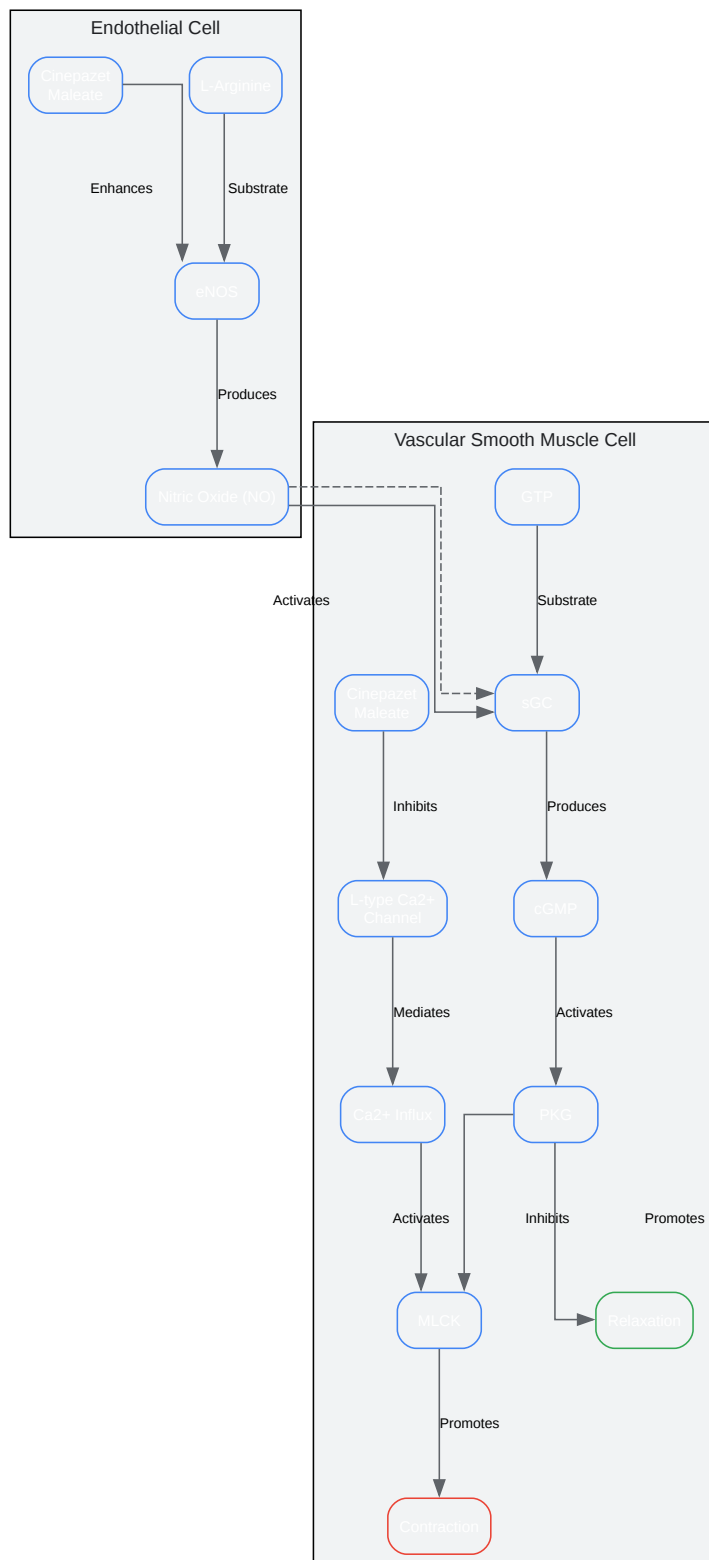 Endothelial Cell
Cinepazet
Maleate
L-Arginine
Enhances
Substrate
eNOS
Produces
Nitric Oxide (NO)
Vascular Smooth Muscle Cell
GTP
Activates
Substrate
Cinepazet
Maleate
sGC
Inhibits
Produces
L-type Ca2+
Channel
cGMP
Mediates
Activates
Ca2+ Influx
PKG
Activates
Inhibits
Promotes
MLCK
Relaxation
Promotes
Contraction